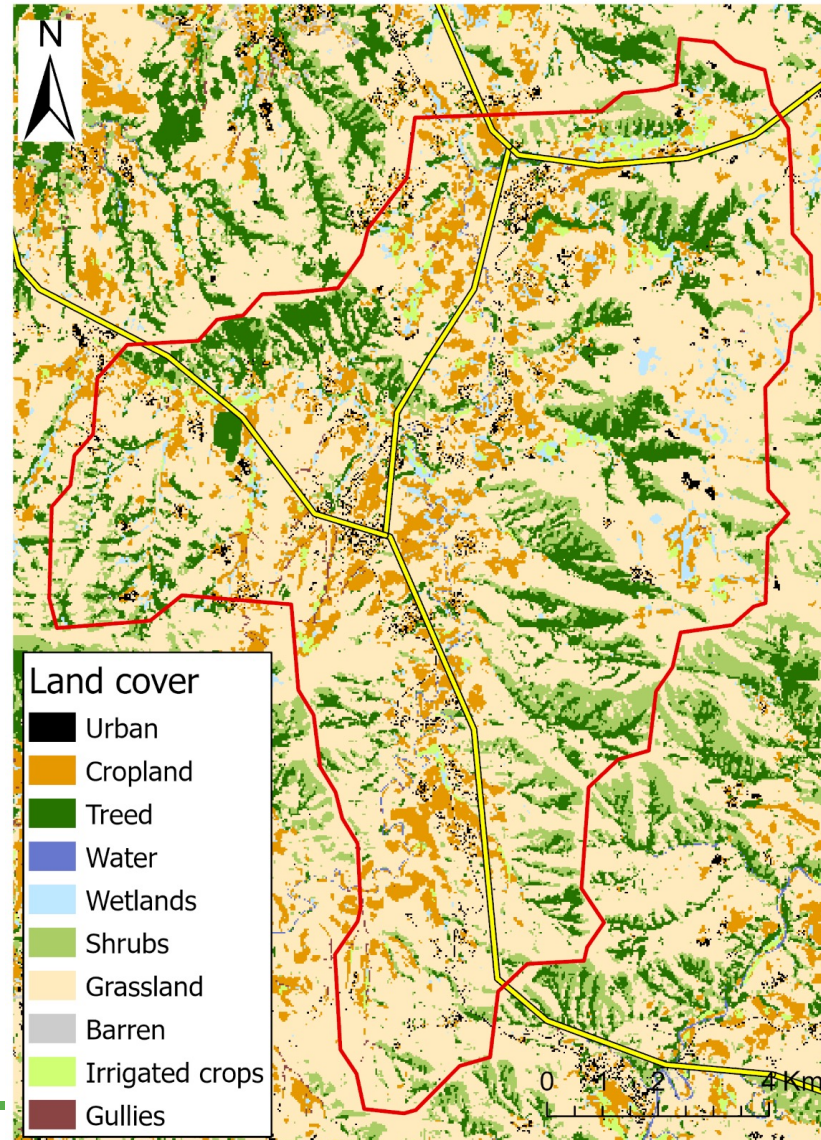 N
Land cover
Urban
Cropland
Treed
Water
Wetlands
Shrubs
Grassland
Barren
Irrigated crops
Gullies
0 1 2 4 Km